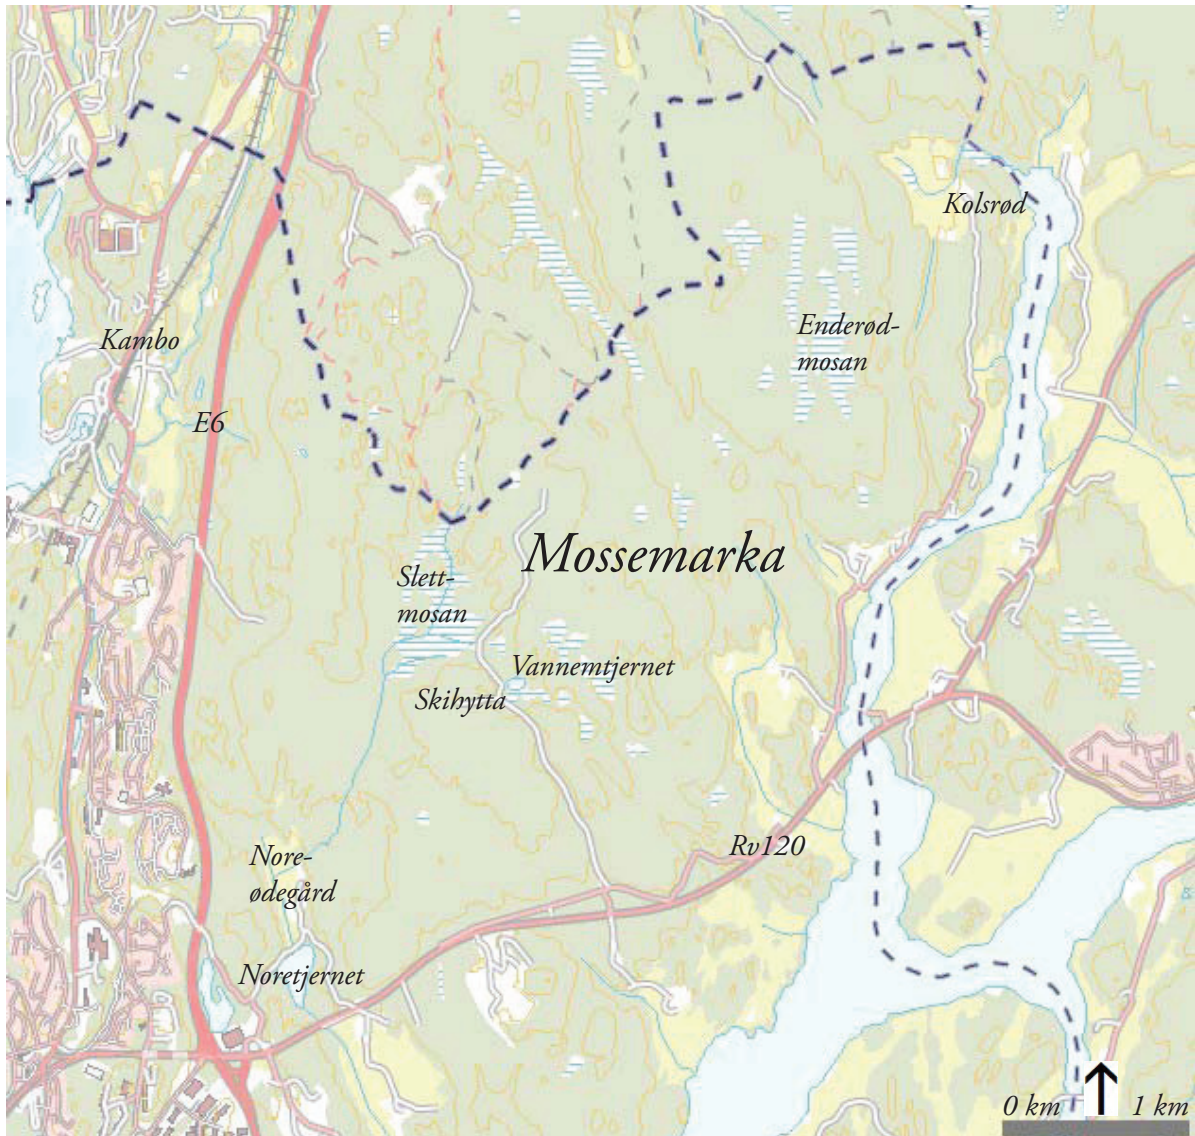 Kolsrød
Enderød-
mosan
Kambo
E6
Mossemarka
Slett-
mosan
Vannemtjernet
Skihytta
Rv120
Nore-
ødegård
Noretjernet
0 km
1 km